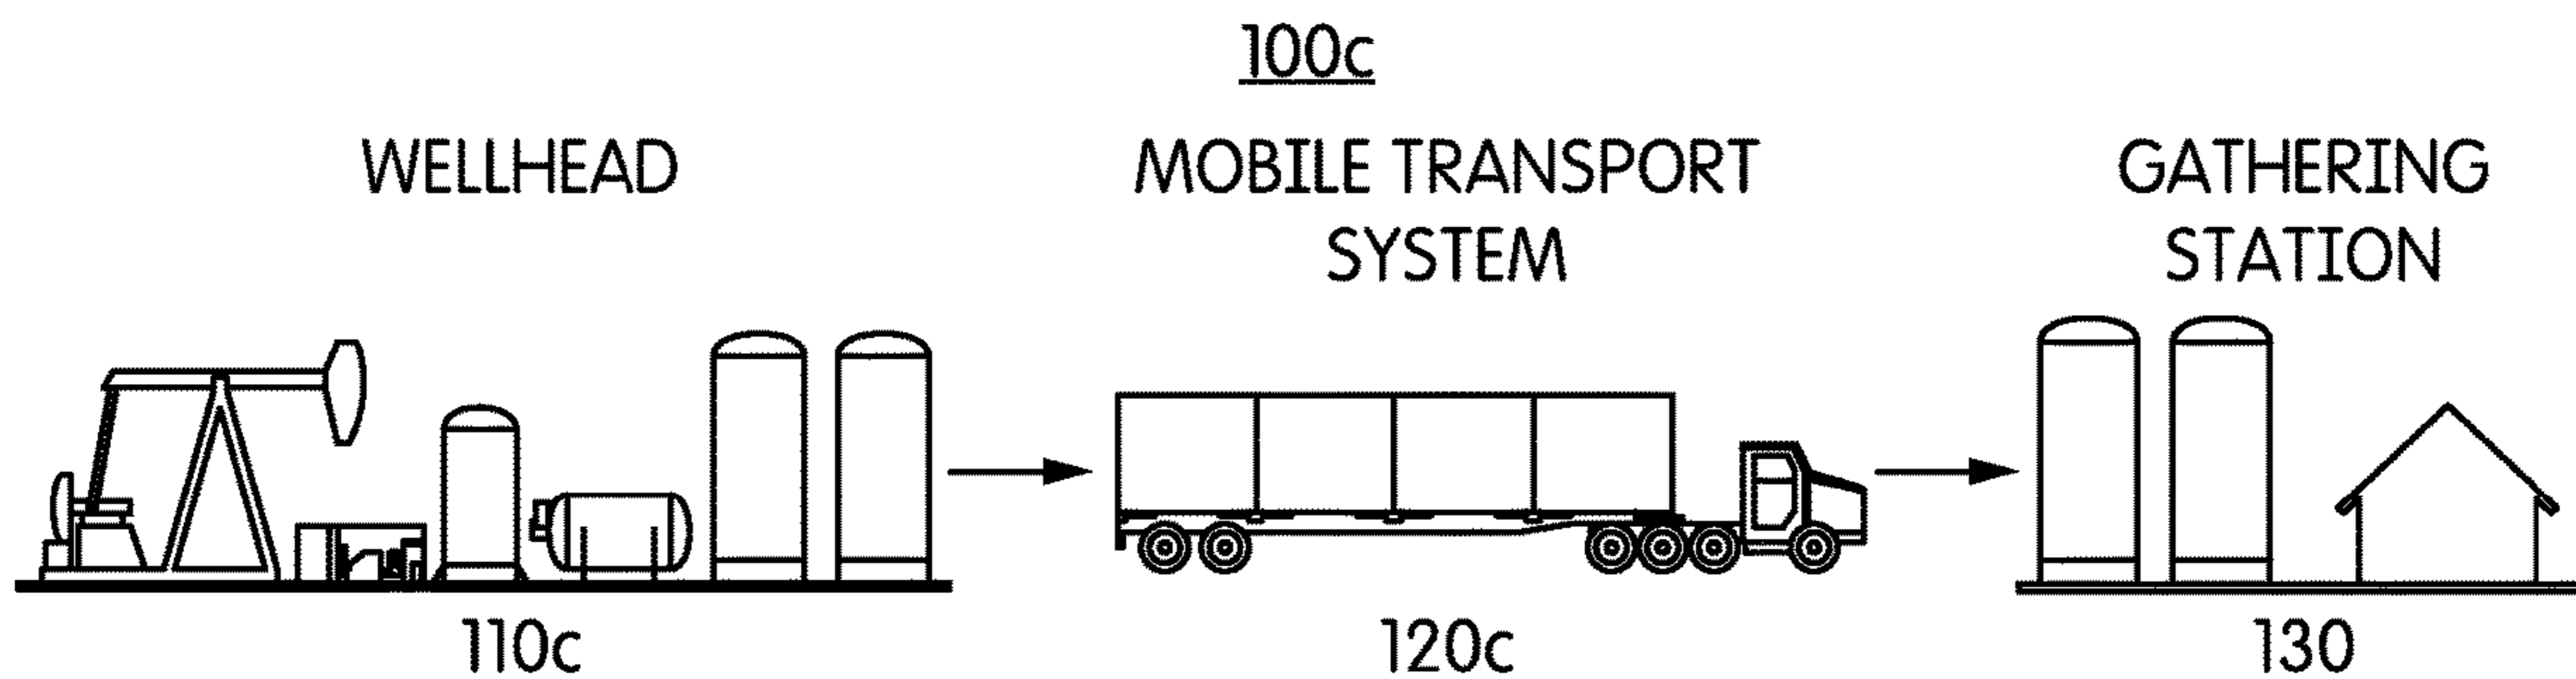 100c
WELLHEAD
MOBILE TRANSPORT
SYSTEM
GATHERING
STATION
110c
120c
130